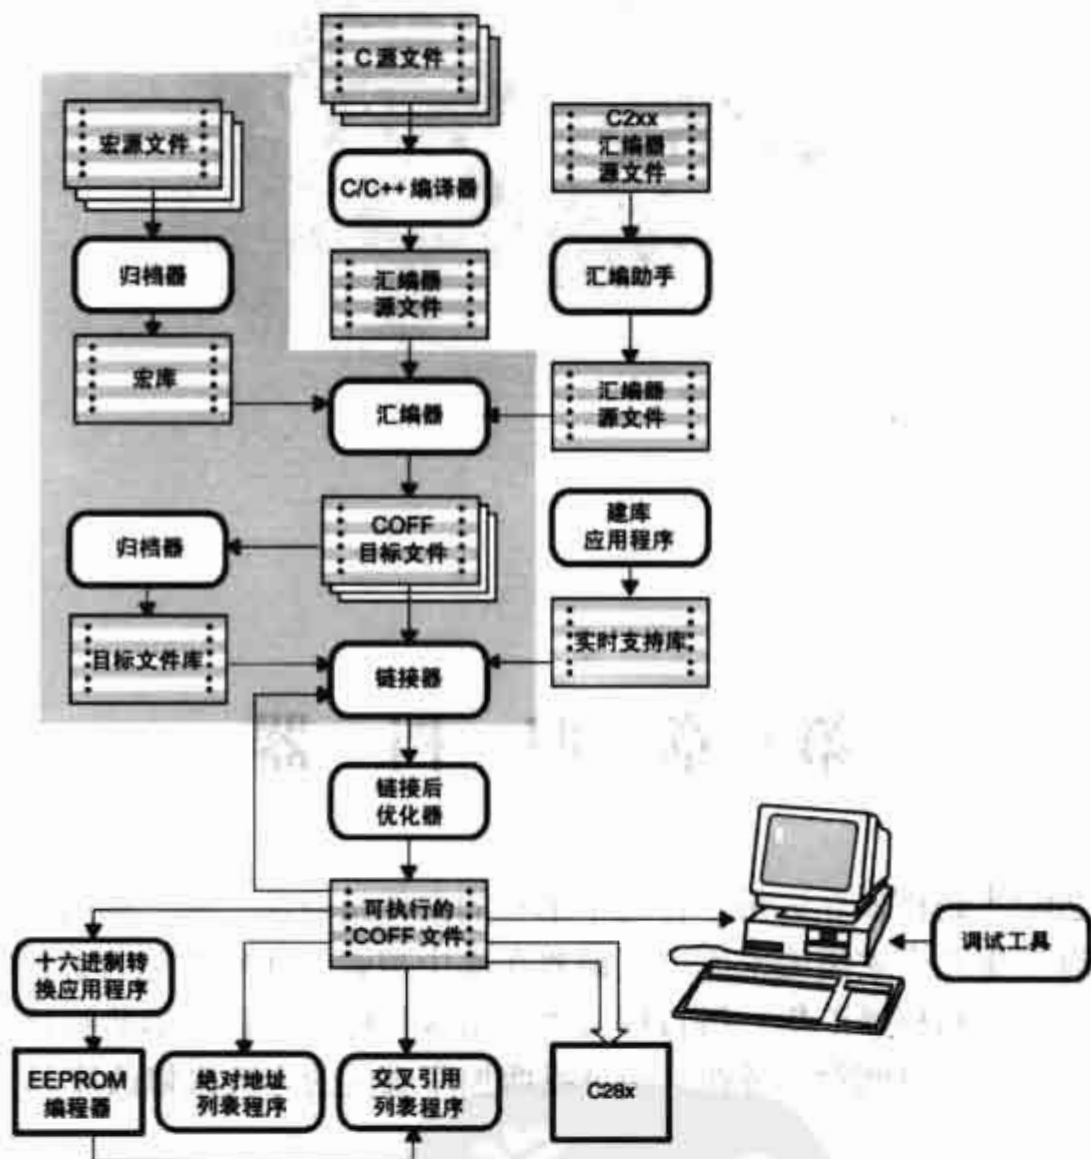 C 源文件
宏源文件
C2xx
汇编器
源文件
C/C++ 编译器
归档器
汇编器
源文件
汇编助手
宏库
汇编器
汇编器
源文件
归档器
COFF
目标文件
建库
应用程序
目标文件库
链接器
实时支持库
链接后
优化器
可执行的
COFF 文件
调试工具
十六进制转
换应用程序
EEPROM
编程器
绝对地址
列表程序
交叉引用
列表程序
C28x